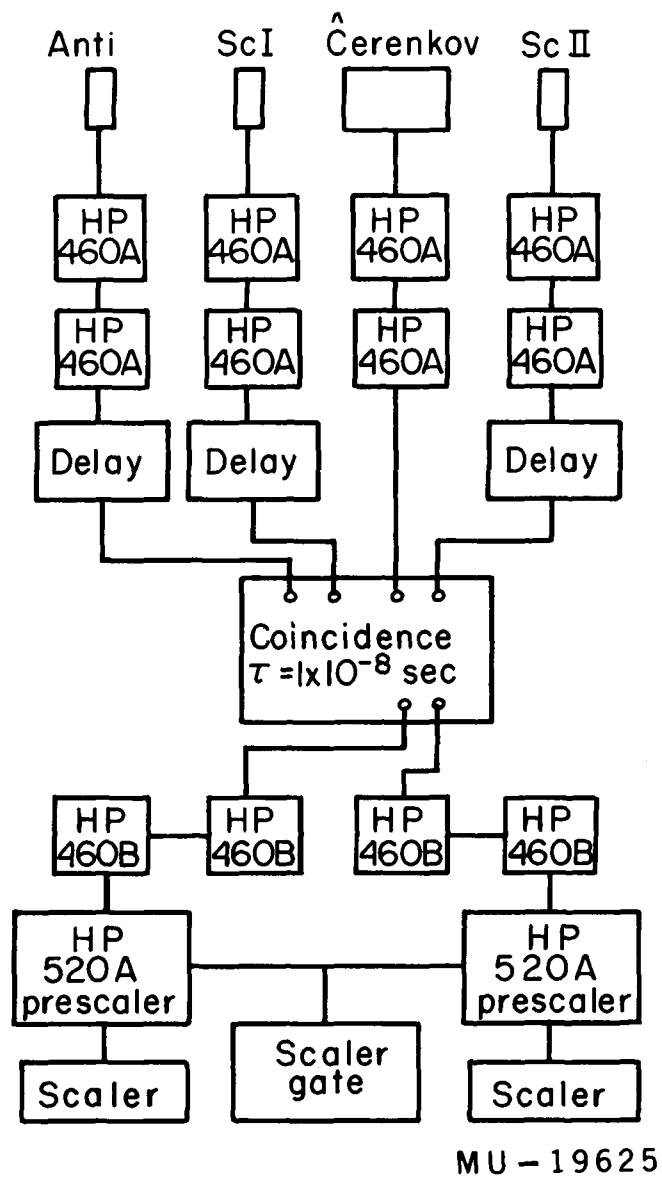 Anti
ScI
Ĉerenkov
ScII
HP
460A
HP
460A
HP
460A
HP
460A
HP
460A
HP
460A
HP
460A
HP
460A
Delay
Delay
Delay
Coincidence
τ =1x10⁻⁸ sec
HP
460B
HP
460B
HP
460B
HP
460B
HP
520A
prescaler
HP
520A
prescaler
Scaler
gate
Scaler
Scaler
MU-19625